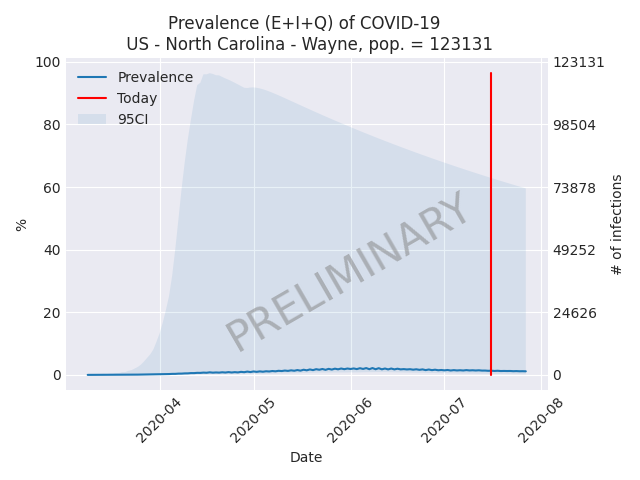 Prevalence (E+I+Q) of COVID-19
US - North Carolina - Wayne, pop. = 123131
Prevalence
Today
95CI
100
80
60
40
20
0
%
123131
98504
73878
49252
24626
0
# of infections
PRELIMINARY
2020-04
2020-05
2020-06
2020-07
2020-08
Date